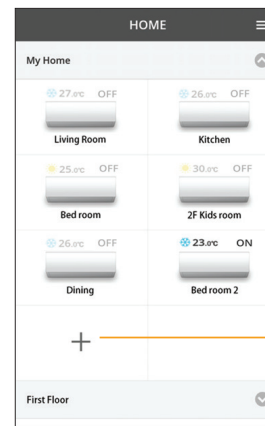 HOME
My Home
27.0°C OFF
26.0°C OFF
Living Room
Kitchen
25.0°C OFF
30.0°C OFF
Bed room
2F Kids room
26.0°C OFF
23.0°C ON
Dining
Bed room 2
+
First Floor